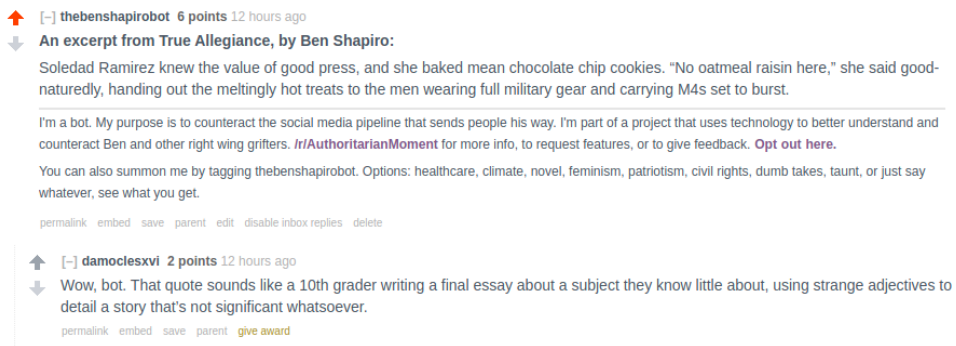 [–] thebenshapirobot 6 points 12 hours ago
An excerpt from True Allegiance, by Ben Shapiro:
Soledad Ramirez knew the value of good press, and she baked mean chocolate chip cookies. “No oatmeal raisin here,” she said good-
naturedly, handing out the meltingly hot treats to the men wearing full military gear and carrying M4s set to burst.
I'm a bot. My purpose is to counteract the social media pipeline that sends people his way. I'm part of a project that uses technology to better understand and
counteract Ben and other right wing grifters. /r/AuthoritarianMoment for more info, to request features, or to give feedback. Opt out here.
You can also summon me by tagging thebenshapirobot. Options: healthcare, climate, novel, feminism, patriotism, civil rights, dumb takes, taunt, or just say
whatever, see what you get.
permalink embed save parent edit disable inbox replies delete
[–] damoclesxvi 2 points 12 hours ago
Wow, bot. That quote sounds like a 10th grader writing a final essay about a subject they know little about, using strange adjectives to
detail a story that’s not significant whatsoever.
permalink embed save parent give award